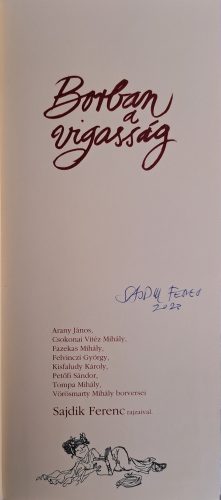 Borban
a
vigasság
SAJDIK FERENC
2020
Arany János,
Csokonai Vitéz Mihály,
Fazekas Mihály,
Felvinczi György,
Kisfaludy Károly,
Petőfi Sándor,
Tompa Mihály,
Vörösmarty Mihály borversei
Sajdik Ferenc rajzaival.